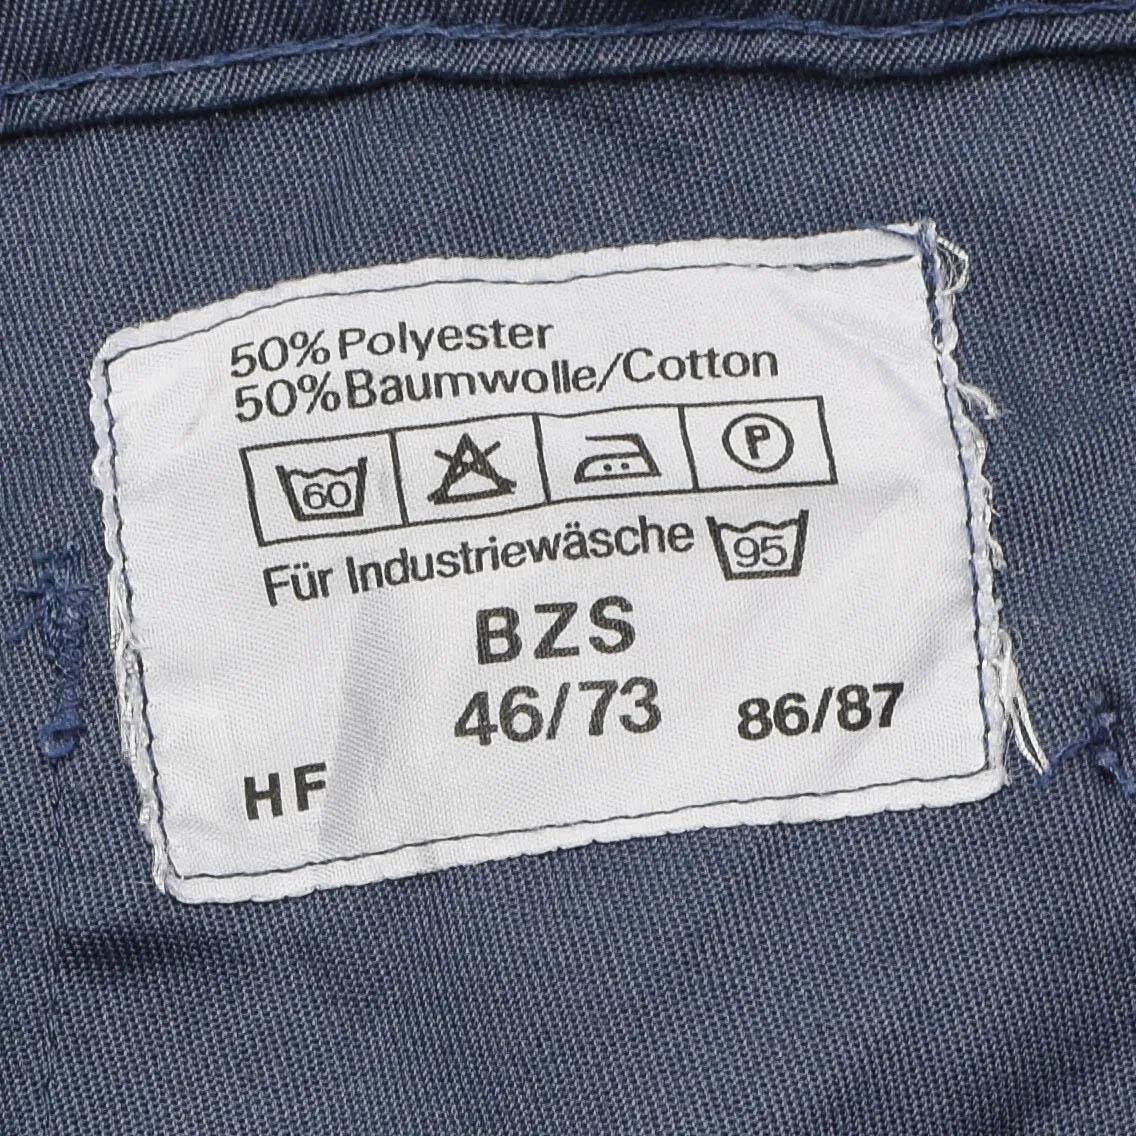 50% Polyester
50% Baumwolle/Cotton
60 P
Für Industriewäsche 95
BZS
46/73 86/87
HF